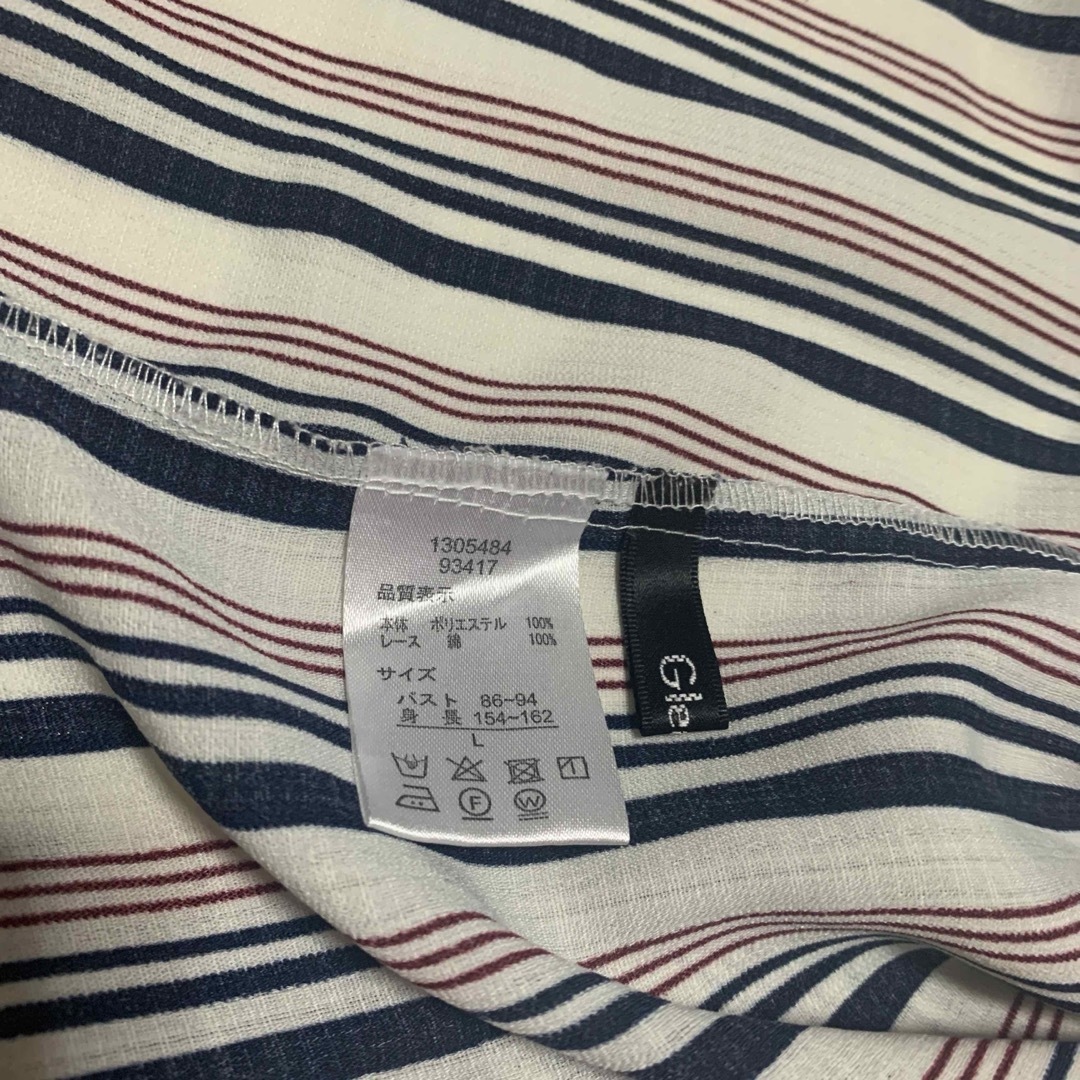 1305484
93417
品質表示
本体 ポリエステル 100%
レース 綿 100%
サイズ
バスト 86~94
身長 154~162
L
F
W
Gle